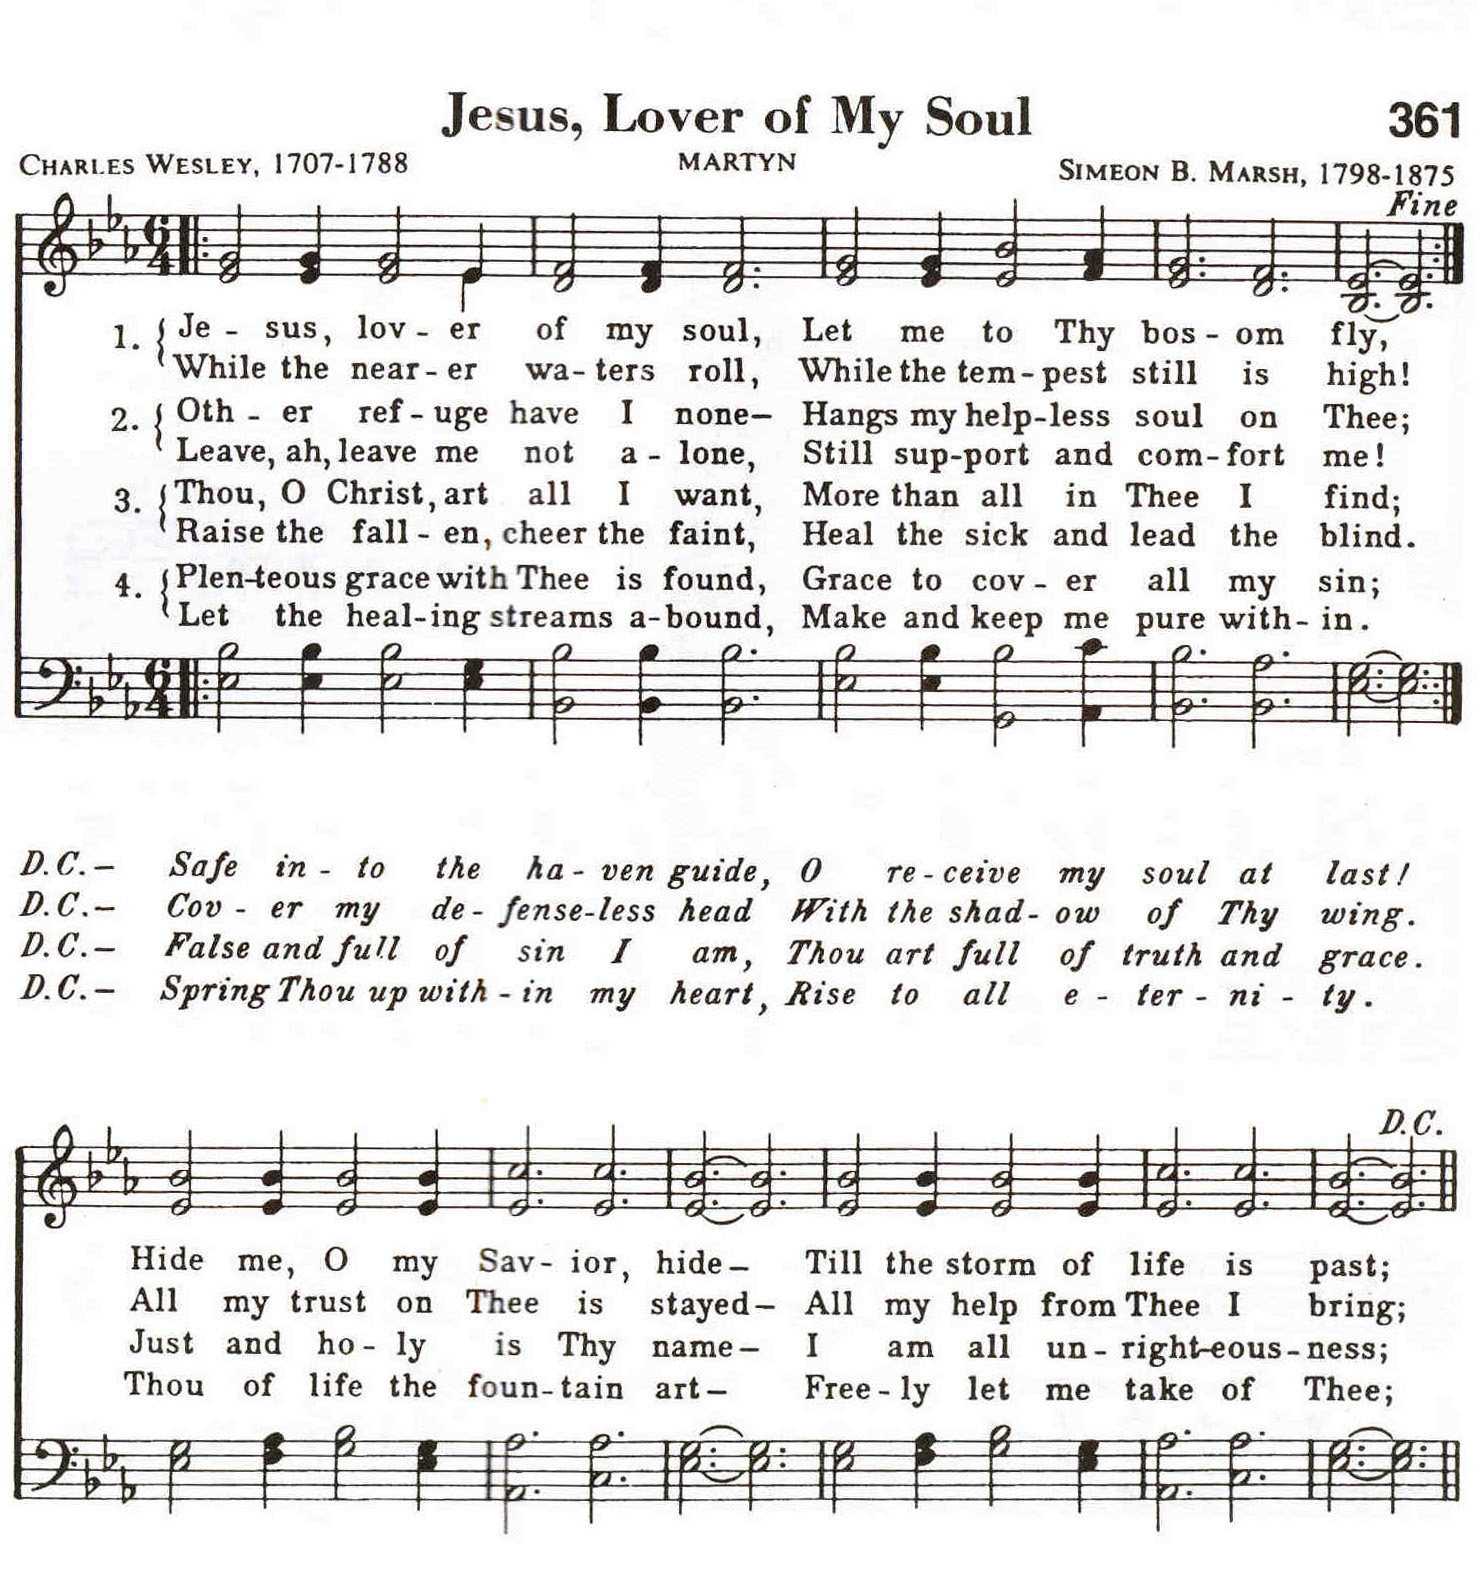 Jesus, Lover of My Soul 361
CHARLES WESLEY, 1707-1788 MARTYN SIMEON B. MARSH, 1798-1875
Fine
1. Je - sus, lov - er of my soul, Let me to Thy bos - om fly,
While the near - er wa- ters roll, While the tem - pest still is high!
2. Oth - er ref - uge have I none— Hangs my help-less soul on Thee;
Leave, ah, leave me not a - lone, Still sup-port and com-fort me!
3. Thou, O Christ, art all I want, More than all in Thee I find;
Raise the fall - en, cheer the faint, Heal the sick and lead the blind.
4. Plen-teous grace with Thee is found, Grace to cov - er all my sin;
Let the heal-ing streams a-bound, Make and keep me pure with- in.
D.C.— Safe in - to the ha - ven guide, O re - ceive my soul at last!
D.C.— Cov - er my de - fense-less head With the shad- ow of Thy wing.
D.C.— False and full of sin I am, Thou art full of truth and grace.
D.C.— Spring Thou up with - in my heart, Rise to all e - ter - ni - ty.
D.C.
Hide me, O my Sav- ior, hide— Till the storm of life is past;
All my trust on Thee is stayed— All my help from Thee I bring;
Just and ho - ly is Thy name— I am all un - right-eous - ness;
Thou of life the foun-tain art— Free - ly let me take of Thee;